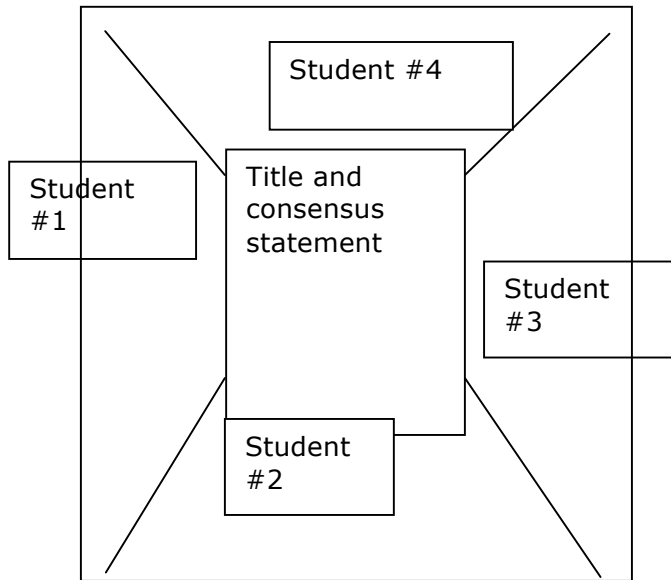 Student #4
Title and
consensus
statement
Student
#1
Student
#3
Student
#2